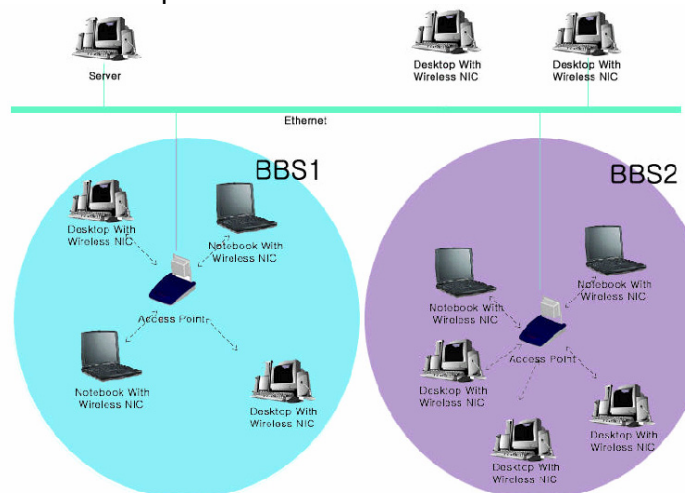 Server
Desktop With
Wireless NIC
Desktop With
Wireless NIC
Ethernet
BBS1
Desktop With
Wireless NIC
Notebook With
Wireless NIC
Access Point
Notebook With
Wireless NIC
Desktop With
Wireless NIC
BBS2
Notebook With
Wireless NIC
Notebook With
Wireless NIC
Access Point
Desktop With
Wireless NIC
Desktop With
Wireless NIC
Desktop With
Wireless NIC